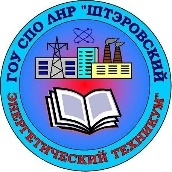 ГОУ СПО ЛНР "ШТЭРОВСКИЙ
ЭНЕРГЕТИЧЕСКИЙ ТЕХНИКУМ"